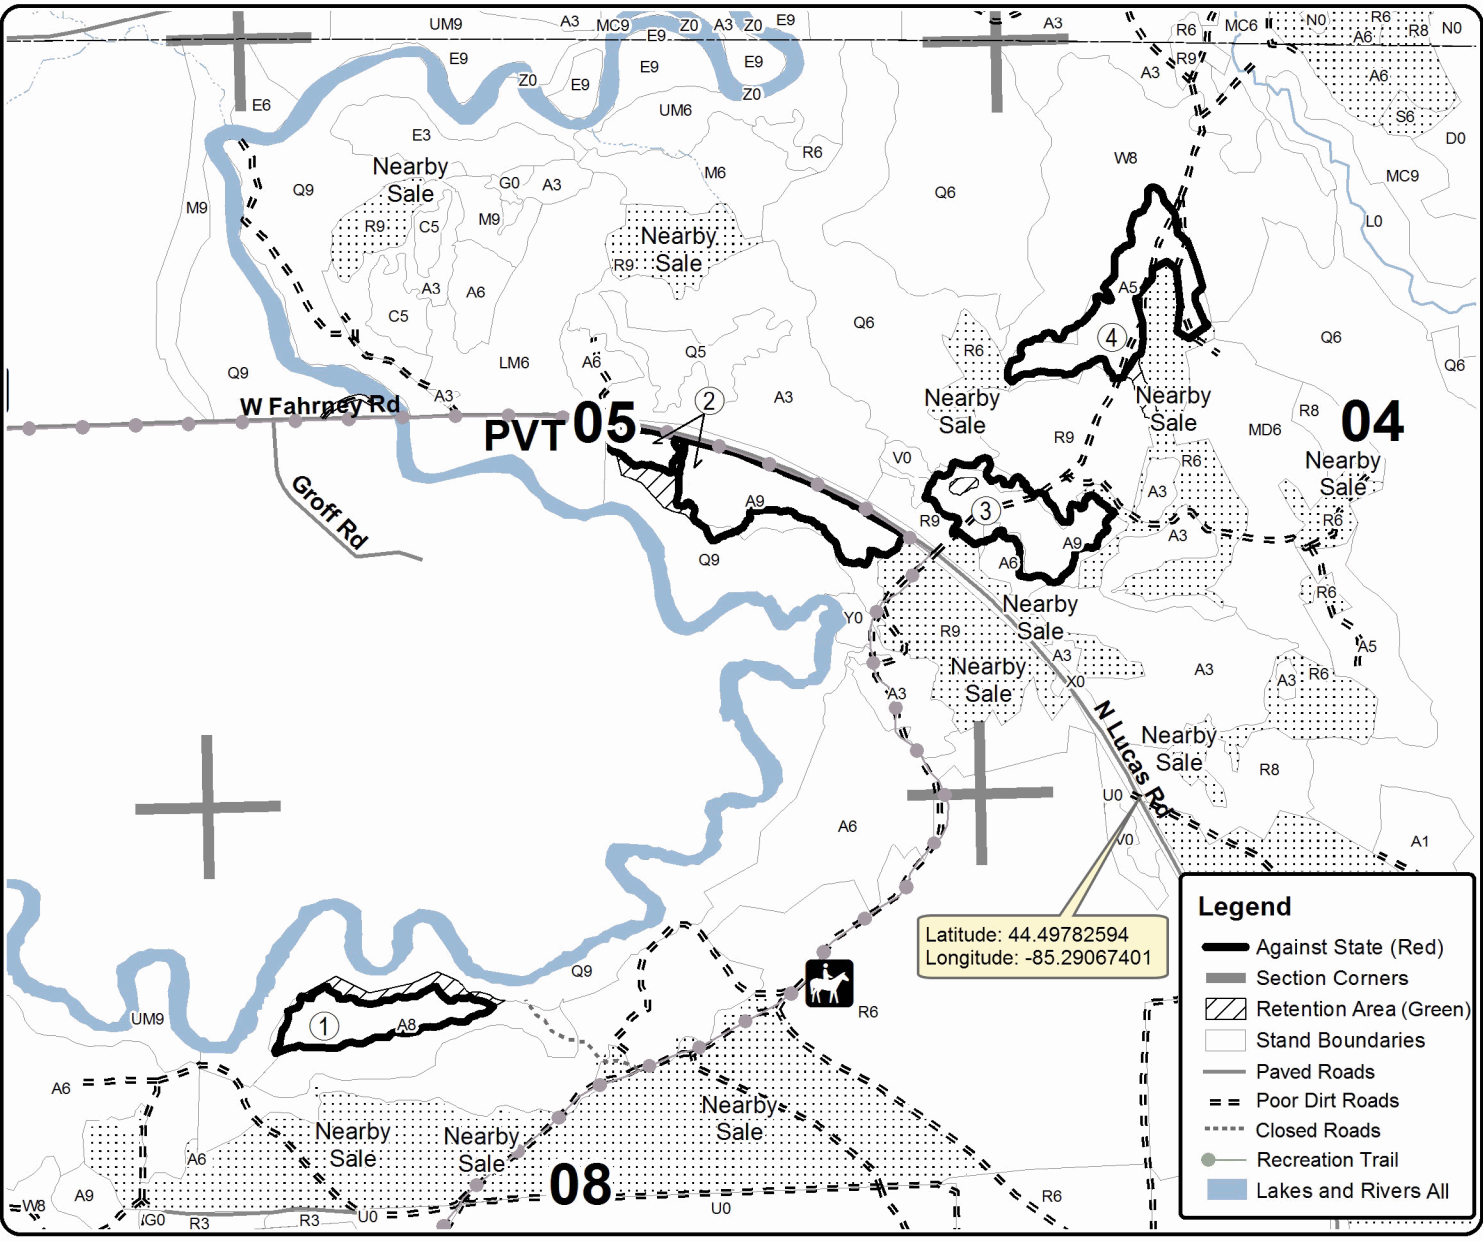 UM9
A3
MC9
Z0
A3
Z0
E9
A3
R6
MC6
N0
R6
A6
R8
N0
E9
E9
Z0
E9
E9
E9
Z0
R9
A3
A6
E6
UM6
S6
E3
D0
Nearby
Sale
R6
W8
M6
MC9
Q9
G0
A3
Q6
M9
R9
C5
M9
L0
Nearby
Sale
R9
A3
A6
A5
C5
Q6
4
Q6
Q9
LM6
A6
Q5
R6
Q6
A3
A3
Nearby
Sale
Nearby
Sale
W Fahrney Rd
2
R8
PVT
05
04
MD6
R9
V0
Nearby
Sale
R6
Groff Rd
A9
A3
3
R9
R6
A9
A3
Q9
A6
R6
Nearby
Sale
Y0
R9
A5
A3
Nearby
Sale
A3
A3
R6
A3
X0
N Lucas Rd
Nearby
Sale
R8
U0
A6
V0
A1
Latitude: 44.49782594
Longitude: -85.29067401
Q9
R6
UM9
1
A8
A6
Nearby
Sale
Nearby
Sale
Nearby
Sale
A6
08
W8
A9
G0
R3
R3
U0
U0
R6
Legend
Against State (Red)
Section Corners
Retention Area (Green)
Stand Boundaries
Paved Roads
Poor Dirt Roads
Closed Roads
Recreation Trail
Lakes and Rivers All